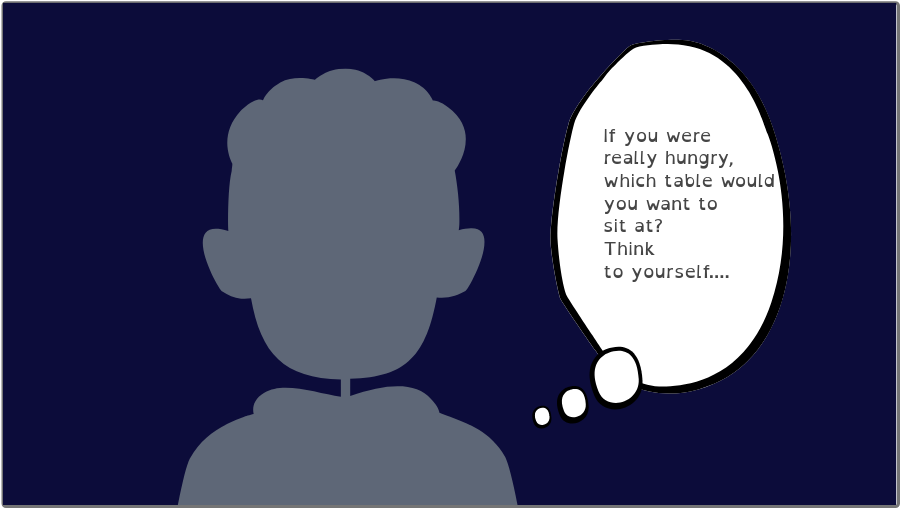 If you were
really hungry,
which table would
you want to
sit at?
Think
to yourself....